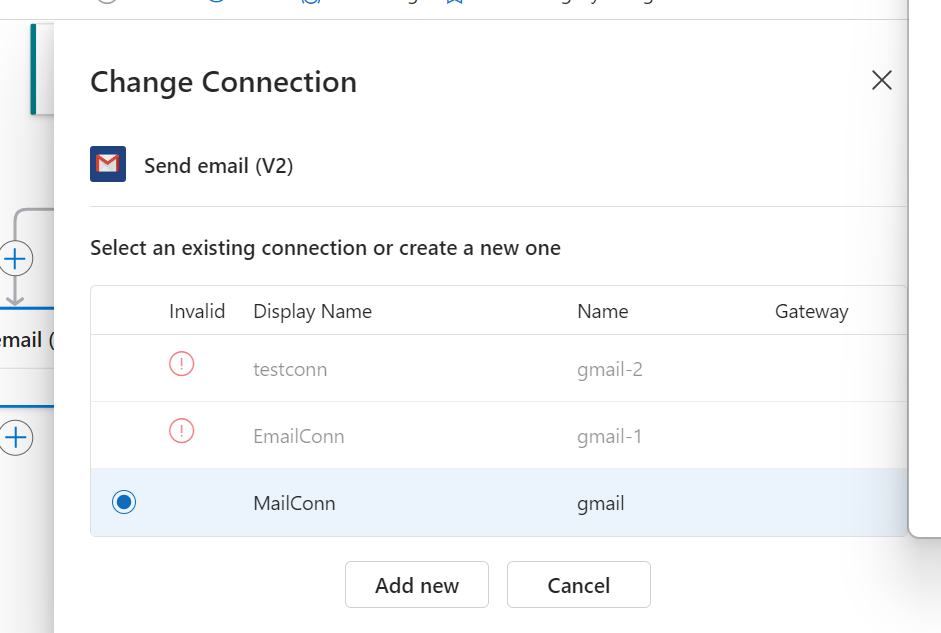 Change Connection
Send email (V2)
Select an existing connection or create a new one
Invalid Display Name Name Gateway
testconn gmail-2
EmailConn gmail-1
MailConn gmail
email (
Add new Cancel